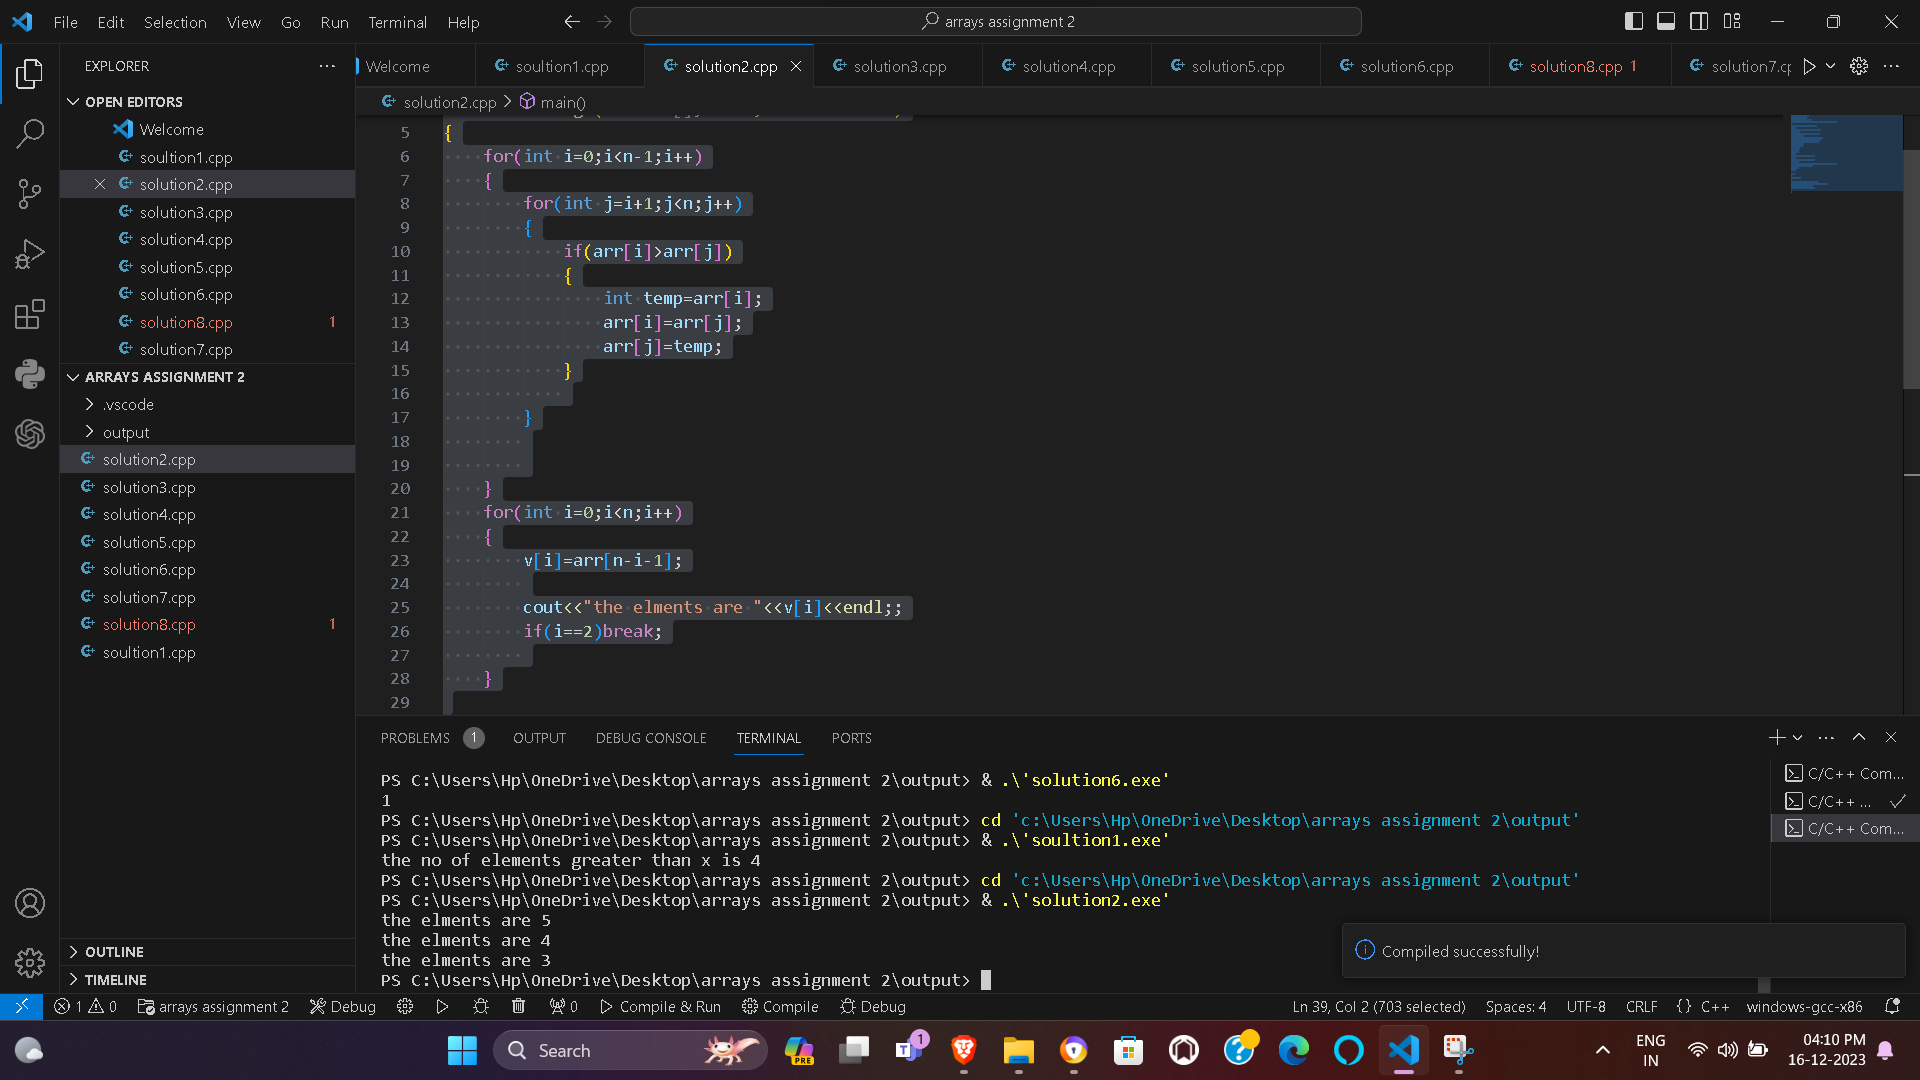 File Edit Selection View Go Run Terminal Help
arrays assignment 2
EXPLORER
OPEN EDITORS
Welcome
soultion1.cpp
solution2.cpp
solution3.cpp
solution4.cpp
solution5.cpp
solution6.cpp
solution8.cpp 1
solution7.cpp
ARRAYS ASSIGNMENT 2
.vscode
output
solution2.cpp
solution3.cpp
solution4.cpp
solution5.cpp
solution6.cpp
solution7.cpp
solution8.cpp 1
soultion1.cpp
OUTLINE
TIMELINE
Welcome soultion1.cpp solution2.cpp solution3.cpp solution4.cpp solution5.cpp solution6.cpp solution8.cpp 1 solution7.cp
solution2.cpp > main()
5 {
6 for(int i=0;i<n-1;i++)
7 {
8 for(int j=i+1;j<n;j++)
9 {
10 if(arr[i]>arr[j])
11 {
12 int temp=arr[i];
13 arr[i]=arr[j];
14 arr[j]=temp;
15 }
16
17 }
18
19
20 }
21 for(int i=0;i<n;i++)
22 {
23 v[i]=arr[n-i-1];
24
25 cout<<"the elments are "<<v[i]<<endl;;
26 if(i==2)break;
27
28 }
29
PROBLEMS 1 OUTPUT DEBUG CONSOLE TERMINAL PORTS
PS C:\Users\Hp\OneDrive\Desktop\arrays assignment 2\output> & .\'solution6.exe'
1
PS C:\Users\Hp\OneDrive\Desktop\arrays assignment 2\output> cd 'c:\Users\Hp\OneDrive\Desktop\arrays assignment 2\output'
PS C:\Users\Hp\OneDrive\Desktop\arrays assignment 2\output> & .\'soultion1.exe'
the no of elements greater than x is 4
PS C:\Users\Hp\OneDrive\Desktop\arrays assignment 2\output> cd 'c:\Users\Hp\OneDrive\Desktop\arrays assignment 2\output'
PS C:\Users\Hp\OneDrive\Desktop\arrays assignment 2\output> & .\'solution2.exe'
the elments are 5
the elments are 4
the elments are 3
PS C:\Users\Hp\OneDrive\Desktop\arrays assignment 2\output>
C/C++ Com...
C/C++ ...
C/C++ Com...
Compiled successfully!
1 0 arrays assignment 2 Debug 0 Compile & Run Compile Debug Ln 39, Col 2 (703 selected) Spaces: 4 UTF-8 CRLF {} C++ windows-gcc-x86
Search
PRE
1
ENG
IN
04:10 PM
16-12-2023